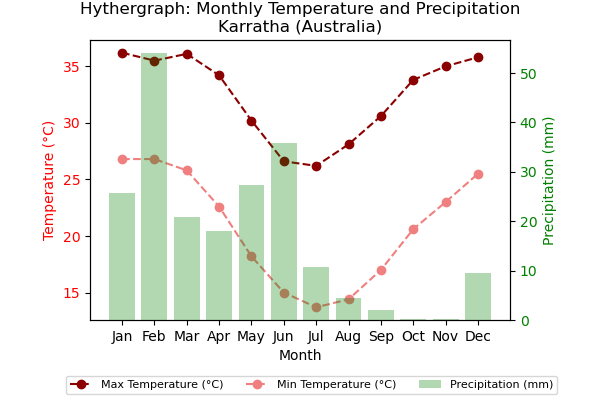 Hythergraph: Monthly Temperature and Precipitation
Karratha (Australia)
Temperature (°C)
35
30
25
20
15
Precipitation (mm)
50
40
30
20
10
0
Jan Feb Mar Apr May Jun Jul Aug Sep Oct Nov Dec
Month
Max Temperature (°C) Min Temperature (°C) Precipitation (mm)